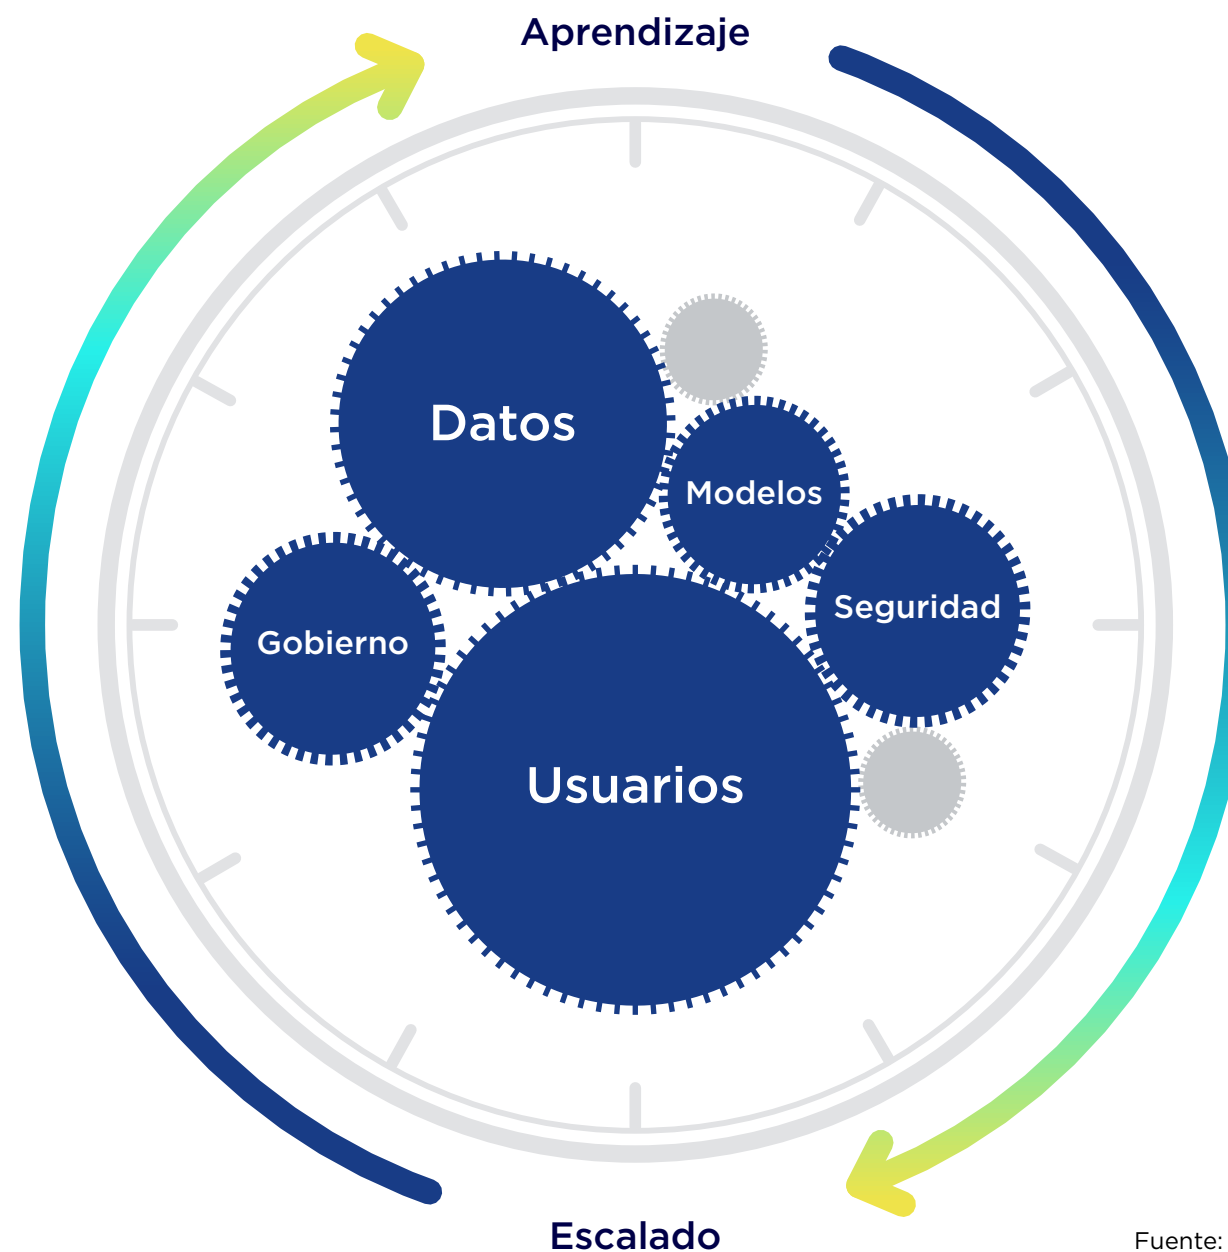 Aprendizaje
Datos
Modelos
Seguridad
Gobierno
Usuarios
Escalado
Fuente: